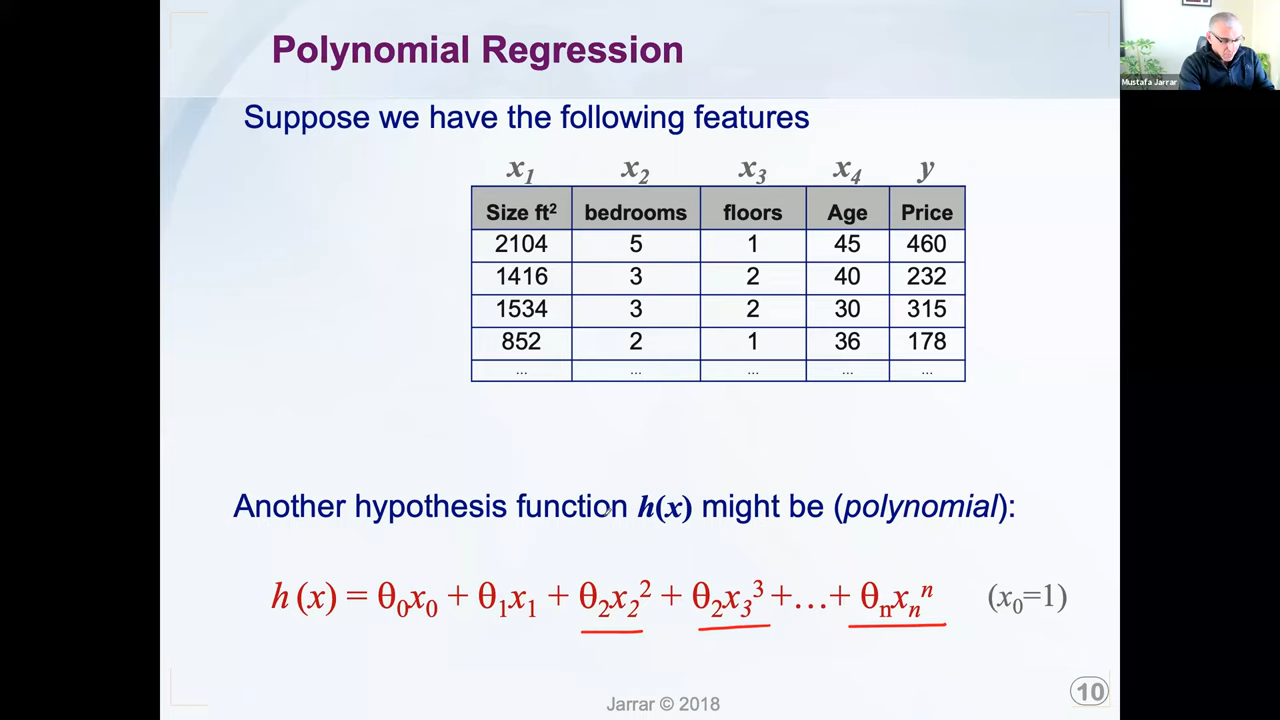 Polynomial Regression
Mustafa Jarrar
Suppose we have the following features
x₁ x₂ x₃ x₄ y
Size ft² bedrooms floors Age Price
2104 5 1 45 460
1416 3 2 40 232
1534 3 2 30 315
852 2 1 36 178
... ... ... ... ...
Another hypothesis function h(x) might be (polynomial):
h (x) = θ₀x₀ + θ₁x₁ + θ₂x₂² + θ₂x₃³ +…+ θₙxₙⁿ (x₀=1)
Jarrar © 2018
10